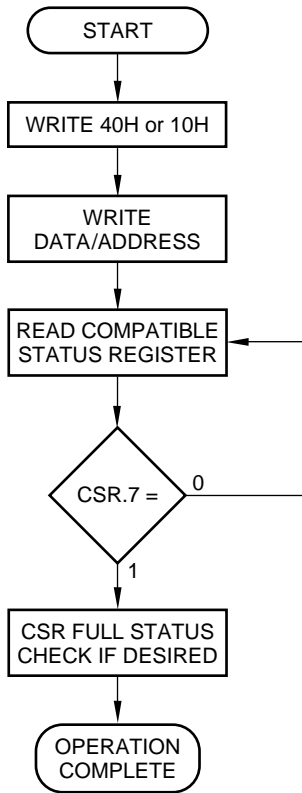 START
WRITE 40H or 10H
WRITE
DATA/ADDRESS
READ COMPATIBLE
STATUS REGISTER
CSR.7 =
0
1
CSR FULL STATUS
CHECK IF DESIRED
OPERATION
COMPLETE